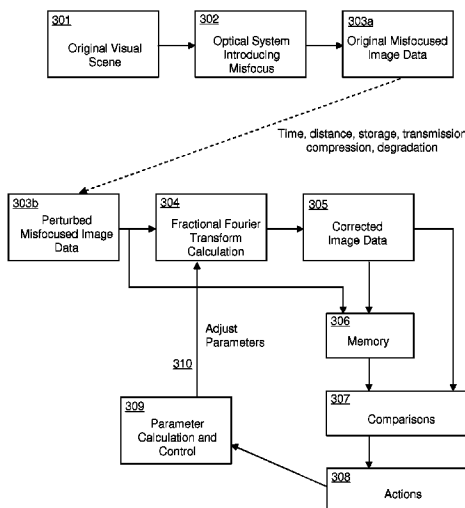 301
Original Visual
Scene
302
Optical System
Introducing
Misfocus
303a
Original Misfocused
Image Data
Time, distance, storage, transmission
compression, degradation
303b
Perturbed
Misfocused Image
Data
304
Fractional Fourier
Transform
Calculation
305
Corrected
Image Data
306
Memory
Adjust
Parameters
310
307
Comparisons
309
Parameter
Calculation and
Control
308
Actions